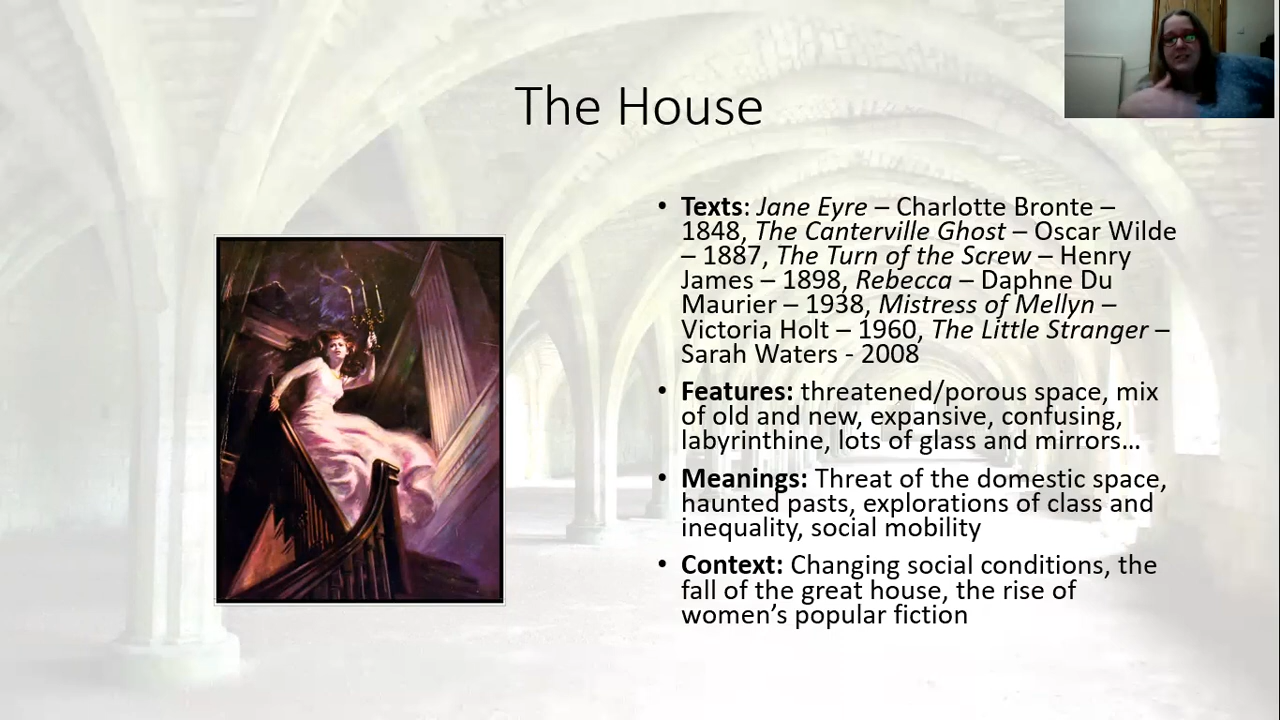 The House
• Texts: Jane Eyre – Charlotte Bronte –
1848, The Canterville Ghost – Oscar Wilde
– 1887, The Turn of the Screw – Henry
James – 1898, Rebecca – Daphne Du
Maurier – 1938, Mistress of Mellyn –
Victoria Holt – 1960, The Little Stranger –
Sarah Waters - 2008
• Features: threatened/porous space, mix
of old and new, expansive, confusing,
labyrinthine, lots of glass and mirrors…
• Meanings: Threat of the domestic space,
haunted pasts, explorations of class and
inequality, social mobility
• Context: Changing social conditions, the
fall of the great house, the rise of
women’s popular fiction